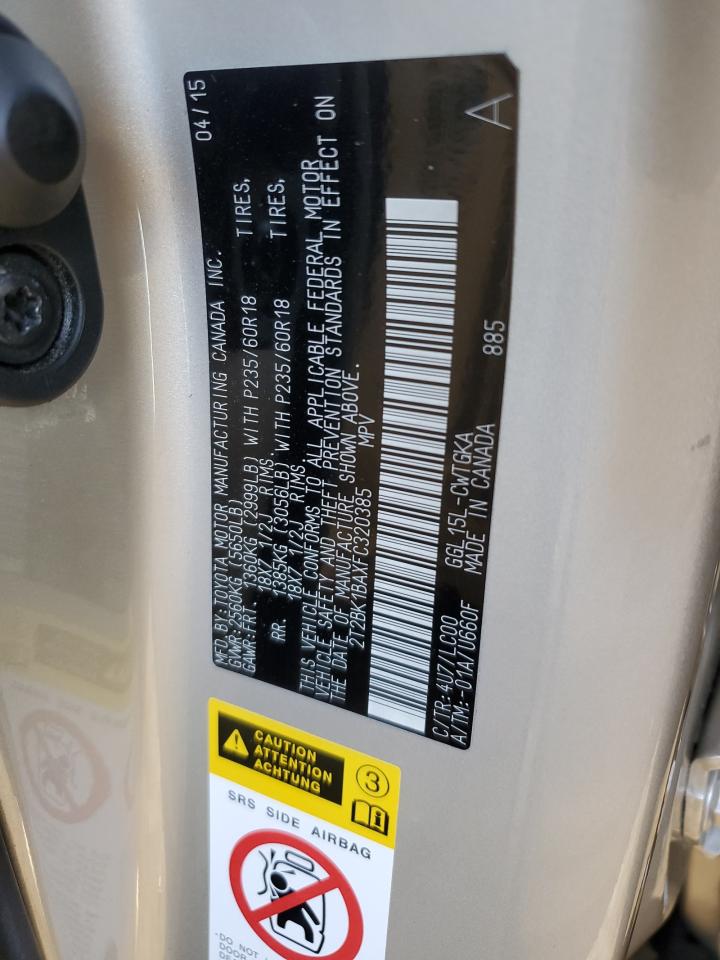 MFD. BY:TOYOTA MOTOR MANUFACTURING CANADA INC. 04/15
GVWR:2560KG (5650LB)
GAWR:FRT. 1360KG (2999LB) WITH P235/60R18 TIRES,
18X7 1/2J RIMS,
RR. 1385KG (3056LB) WITH P235/60R18 TIRES,
18X7 1/2J RIMS
THIS VEHICLE CONFORMS TO ALL APPLICABLE FEDERAL MOTOR
VEHICLE SAFETY AND THEFT PREVENTION STANDARDS IN EFFECT ON
THE DATE OF MANUFACTURE SHOWN ABOVE.
2T2BK1BAXFC320385 MPV
A
C/TR:4U7/LC00 GGL15L-CWTGKA
A/TM:-01A/U660F MADE IN CANADA 885
CAUTION
ATTENTION
ACHTUNG
3
SRS SIDE AIRBAG
-DO NOT
DOOR